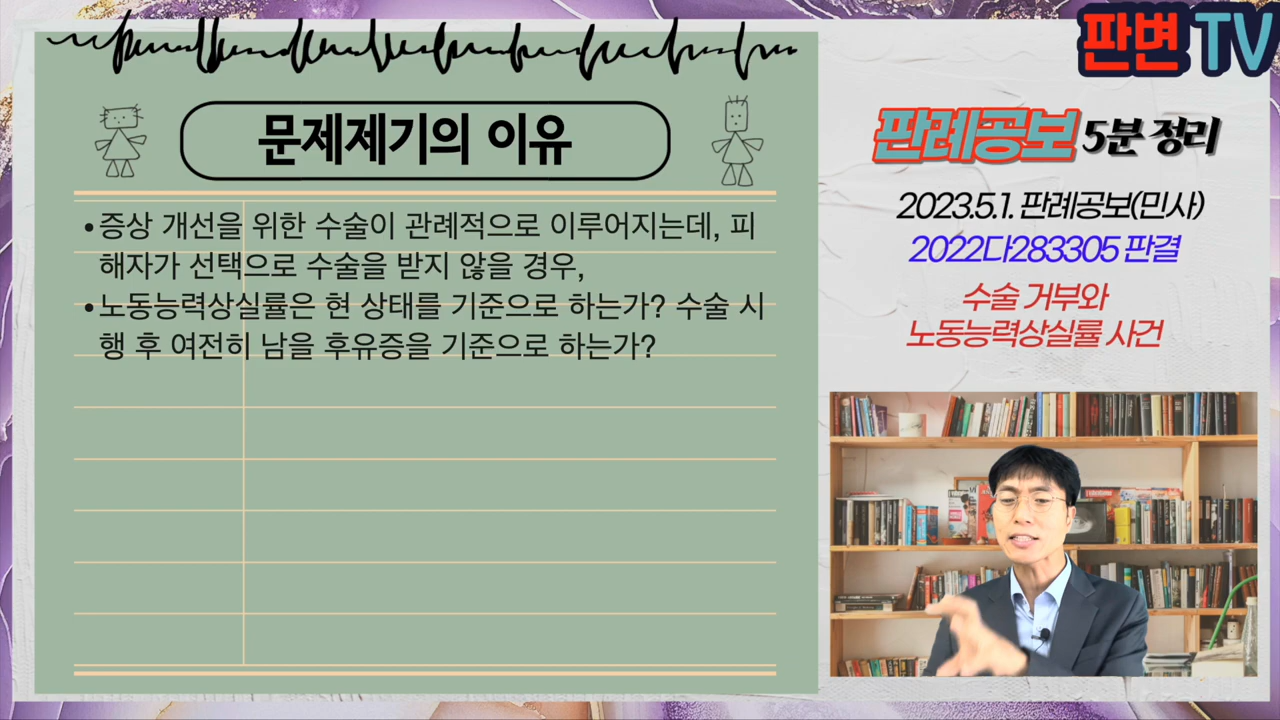 판변 TV
문제제기의 이유
• 증상 개선을 위한 수술이 관례적으로 이루어지는데, 피
해자가 선택으로 수술을 받지 않을 경우,
• 노동능력상실률은 현 상태를 기준으로 하는가? 수술 시
행 후 여전히 남을 후유증을 기준으로 하는가?
판례공보 5분 정리
2023.5.1. 판례공보(민사)
2022다283305 판결
수술 거부와
노동능력상실률 사건